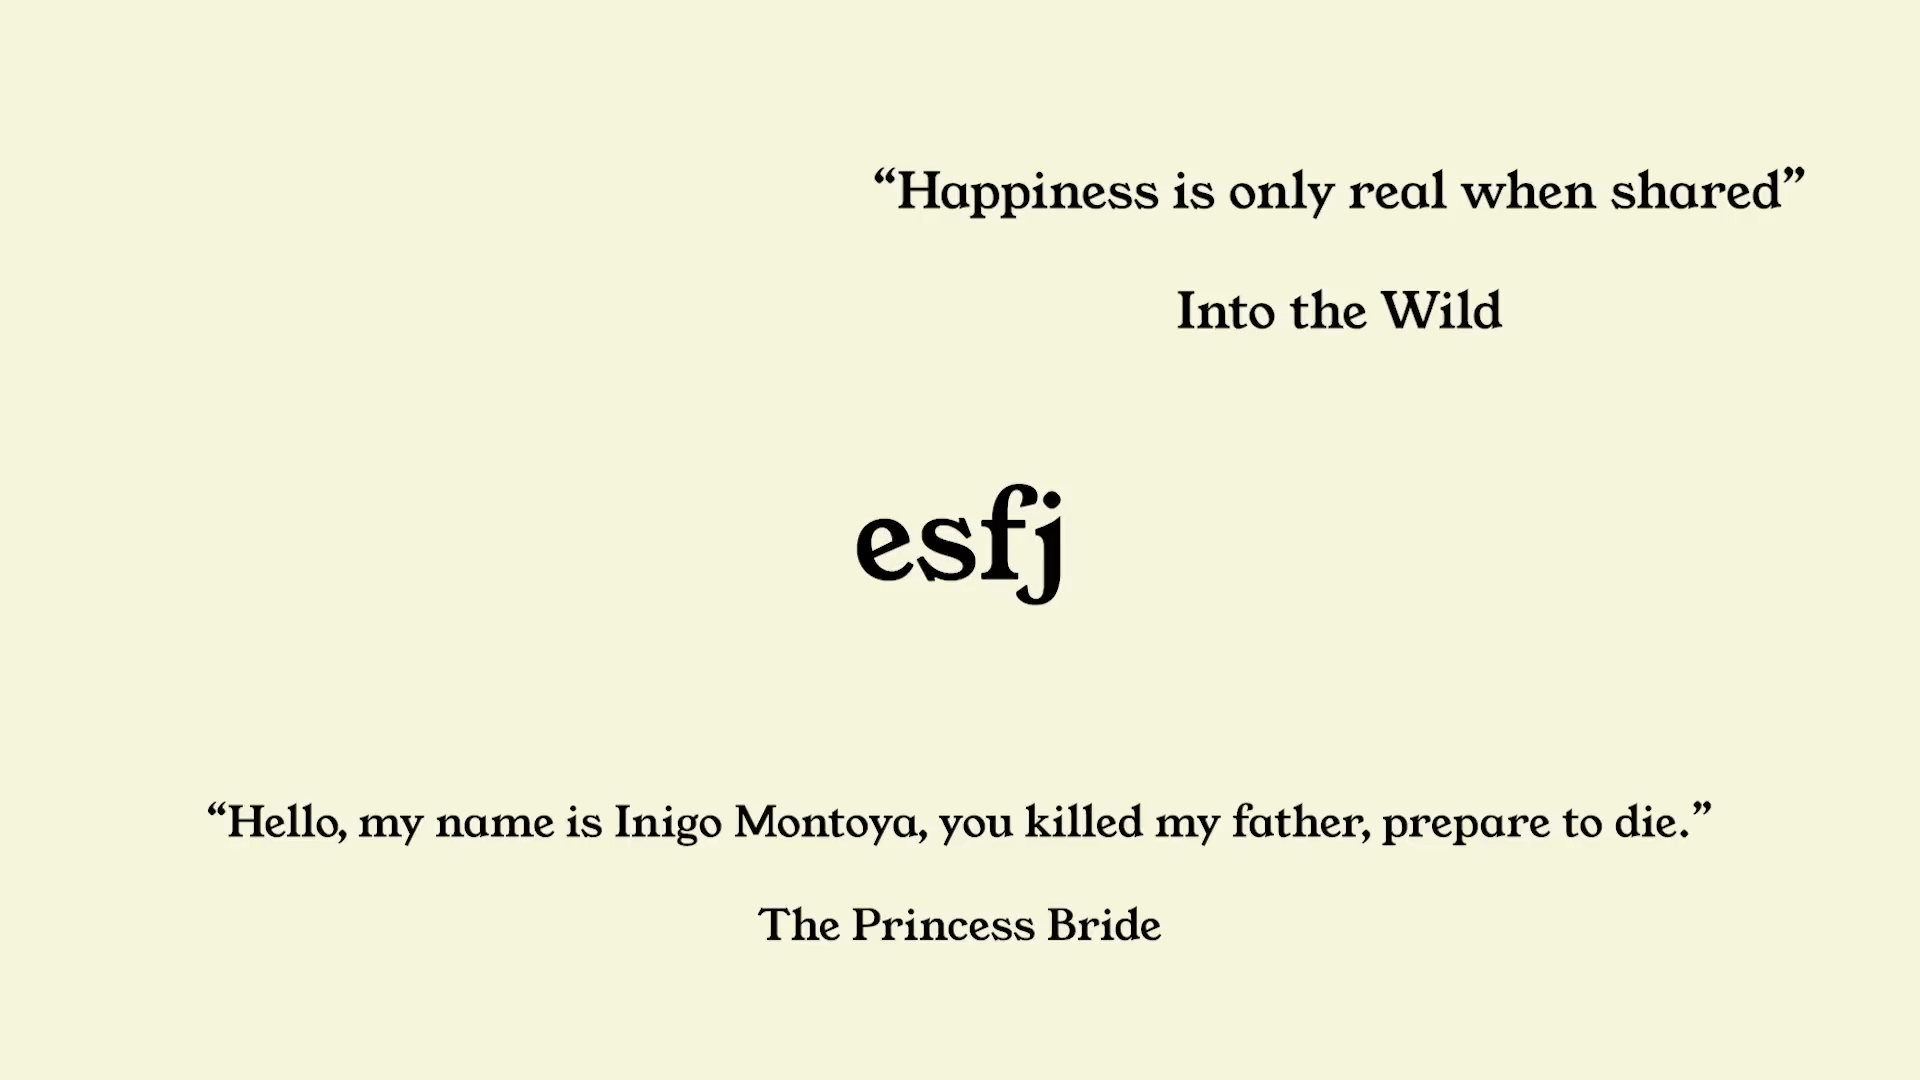 “Happiness is only real when shared”
Into the Wild
esfj
“Hello, my name is Inigo Montoya, you killed my father, prepare to die.”
The Princess Bride